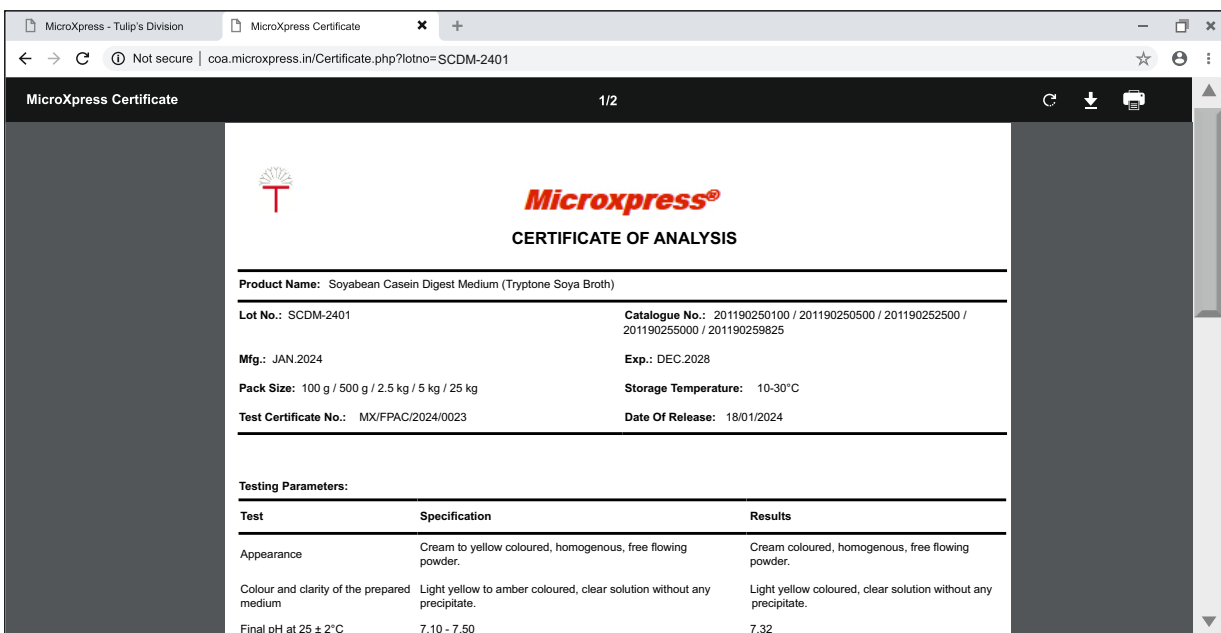 MicroXpress - Tulip's Division
MicroXpress Certificate
Not secure | coa.microxpress.in/Certificate.php?lotno=SCDM-2401
MicroXpress Certificate
1/2
Microxpress®
CERTIFICATE OF ANALYSIS
Product Name: Soyabean Casein Digest Medium (Tryptone Soya Broth)
Lot No.: SCDM-2401
Catalogue No.: 201190250100 / 201190250500 / 201190252500 /
201190255000 / 201190259825
Mfg.: JAN.2024
Exp.: DEC.2028
Pack Size: 100 g / 500 g / 2.5 kg / 5 kg / 25 kg
Storage Temperature: 10-30°C
Test Certificate No.: MX/FPAC/2024/0023
Date Of Release: 18/01/2024
Testing Parameters:
Test Specification Results
Appearance
Cream to yellow coloured, homogenous, free flowing
powder.
Cream coloured, homogenous, free flowing
powder.
Colour and clarity of the prepared
medium
Light yellow to amber coloured, clear solution without any
precipitate.
Light yellow coloured, clear solution without any
precipitate.
Final pH at 25 ± 2°C 7.10 - 7.50 7.32